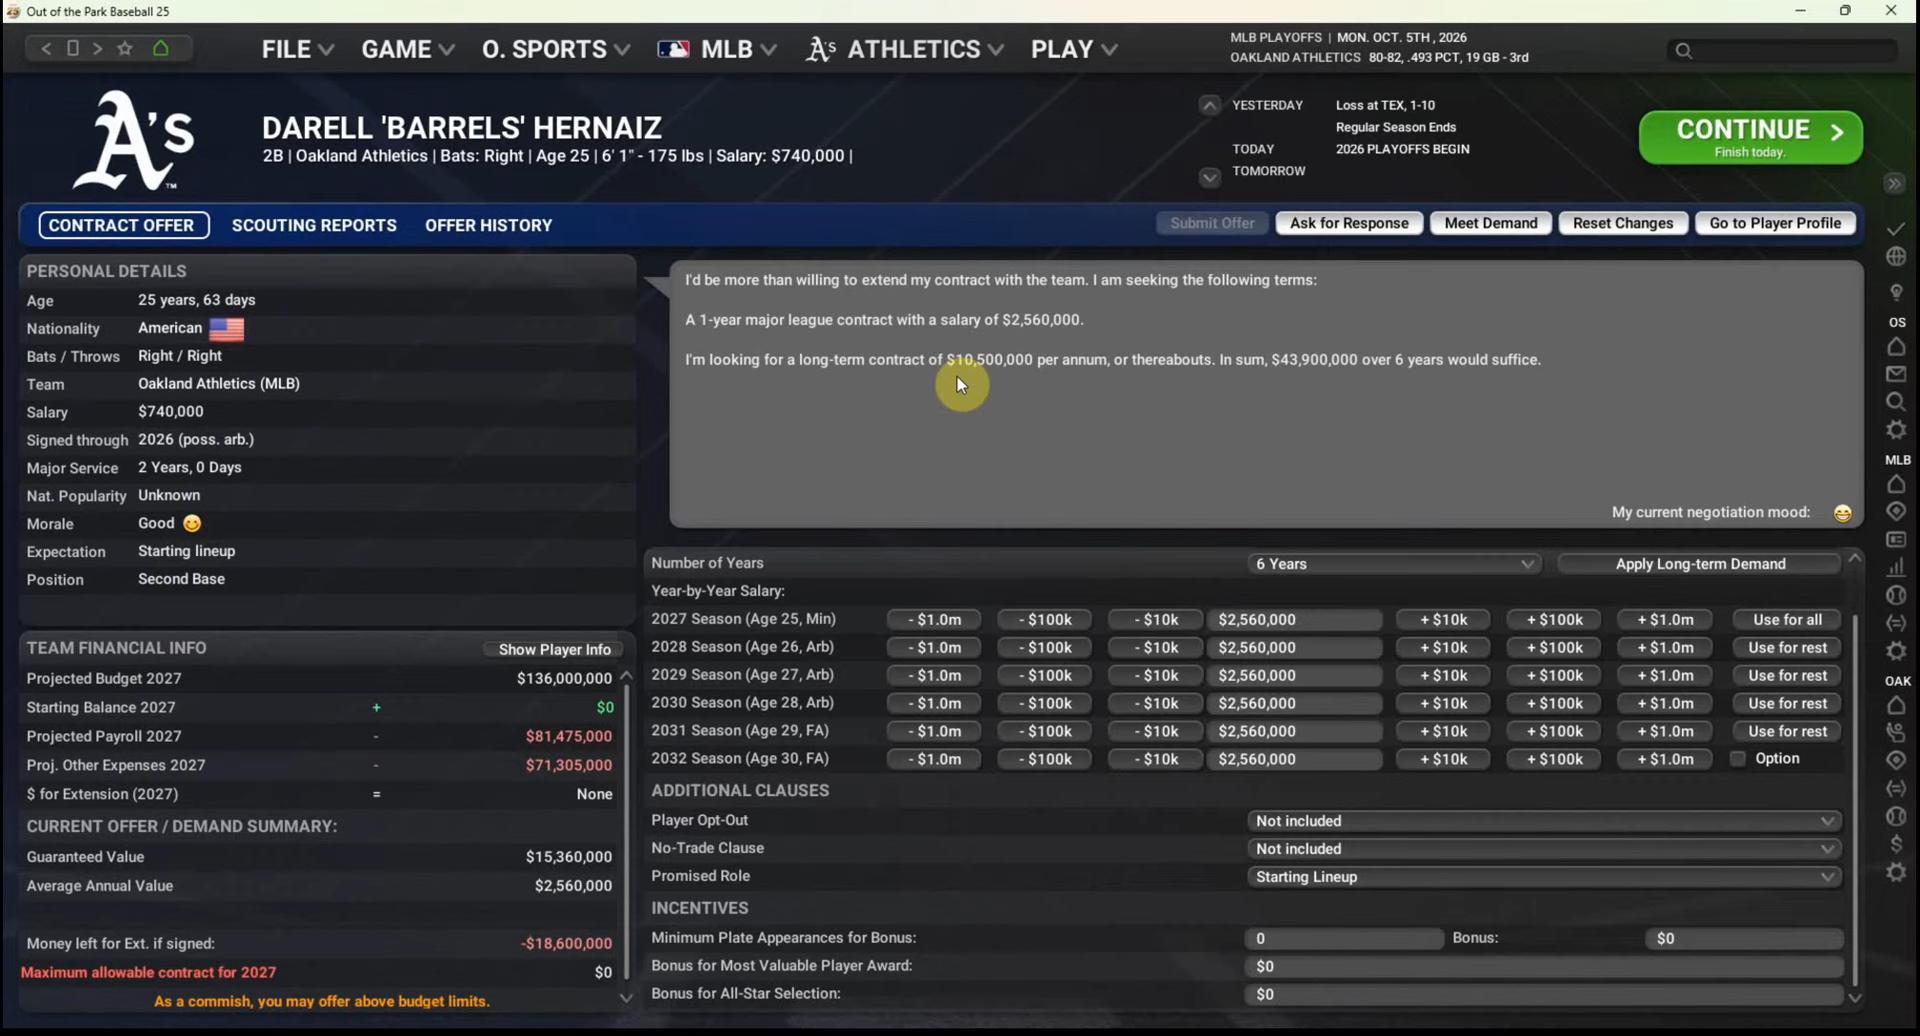 Out of the Park Baseball 25
FILE
GAME
O. SPORTS
MLB
A's ATHLETICS
PLAY
MLB PLAYOFFS | MON. OCT. 5TH , 2026
OAKLAND ATHLETICS 80-82, .493 PCT, 19 GB - 3rd
A's
TM
DARELL 'BARRELS' HERNAIZ
2B | Oakland Athletics | Bats: Right | Age 25 | 6' 1" - 175 lbs | Salary: $740,000 |
YESTERDAY Loss at TEX, 1-10
Regular Season Ends
TODAY 2026 PLAYOFFS BEGIN
TOMORROW
CONTINUE
Finish today.
CONTRACT OFFER
SCOUTING REPORTS
OFFER HISTORY
Submit Offer
Ask for Response
Meet Demand
Reset Changes
Go to Player Profile
PERSONAL DETAILS
Age 25 years, 63 days
Nationality American
Bats / Throws Right / Right
Team Oakland Athletics (MLB)
Salary $740,000
Signed through 2026 (poss. arb.)
Major Service 2 Years, 0 Days
Nat. Popularity Unknown
Morale Good
Expectation Starting lineup
Position Second Base
I'd be more than willing to extend my contract with the team. I am seeking the following terms:
A 1-year major league contract with a salary of $2,560,000.
I'm looking for a long-term contract of $10,500,000 per annum, or thereabouts. In sum, $43,900,000 over 6 years would suffice.
My current negotiation mood:
TEAM FINANCIAL INFO Show Player Info
Projected Budget 2027 $136,000,000
Starting Balance 2027 + $0
Projected Payroll 2027 - $81,475,000
Proj. Other Expenses 2027 - $71,305,000
$ for Extension (2027) = None
CURRENT OFFER / DEMAND SUMMARY:
Guaranteed Value $15,360,000
Average Annual Value $2,560,000
Money left for Ext. if signed: -$18,600,000
Maximum allowable contract for 2027 $0
As a commish, you may offer above budget limits.
Number of Years 6 Years Apply Long-term Demand
Year-by-Year Salary:
2027 Season (Age 25, Min) - $1.0m - $100k - $10k $2,560,000 + $10k + $100k + $1.0m Use for all
2028 Season (Age 26, Arb) - $1.0m - $100k - $10k $2,560,000 + $10k + $100k + $1.0m Use for rest
2029 Season (Age 27, Arb) - $1.0m - $100k - $10k $2,560,000 + $10k + $100k + $1.0m Use for rest
2030 Season (Age 28, Arb) - $1.0m - $100k - $10k $2,560,000 + $10k + $100k + $1.0m Use for rest
2031 Season (Age 29, FA) - $1.0m - $100k - $10k $2,560,000 + $10k + $100k + $1.0m Use for rest
2032 Season (Age 30, FA) - $1.0m - $100k - $10k $2,560,000 + $10k + $100k + $1.0m Option
ADDITIONAL CLAUSES
Player Opt-Out Not included
No-Trade Clause Not included
Promised Role Starting Lineup
INCENTIVES
Minimum Plate Appearances for Bonus: 0 Bonus: $0
Bonus for Most Valuable Player Award: $0
Bonus for All-Star Selection: $0
OS
MLB
OAK